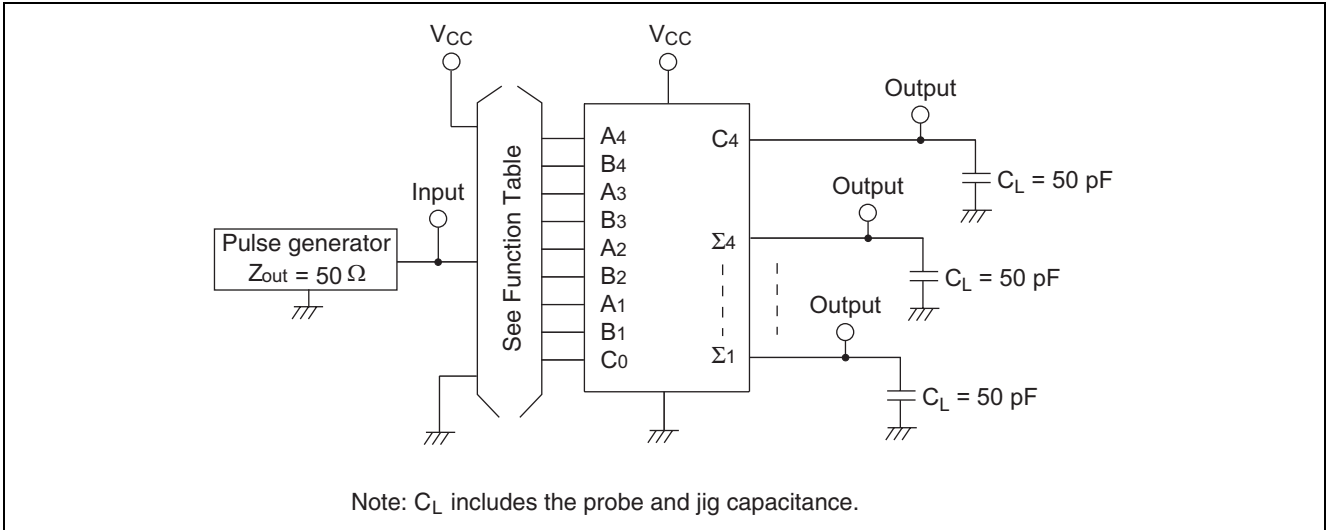 VCC
VCC
Output
A4
B4
A3
B3
A2
B2
A1
B1
C0
C4
Σ4
Σ1
CL = 50 pF
Output
CL = 50 pF
Output
CL = 50 pF
Input
Pulse generator
Zout = 50 Ω
See Function Table
Note: CL includes the probe and jig capacitance.